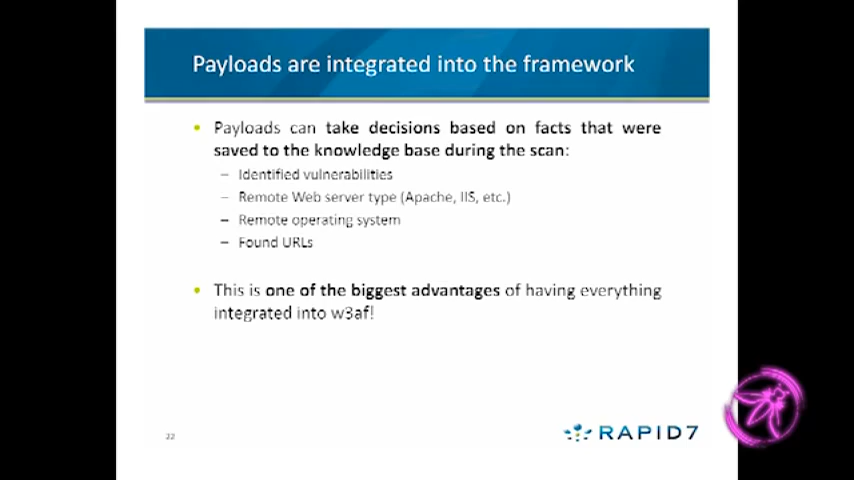 Payloads are integrated into the framework
• Payloads can take decisions based on facts that were
saved to the knowledge base during the scan:
– Identified vulnerabilities
– Remote Web server type (Apache, IIS, etc.)
– Remote operating system
– Found URLs
• This is one of the biggest advantages of having everything
integrated into w3af!
22
RAPID7